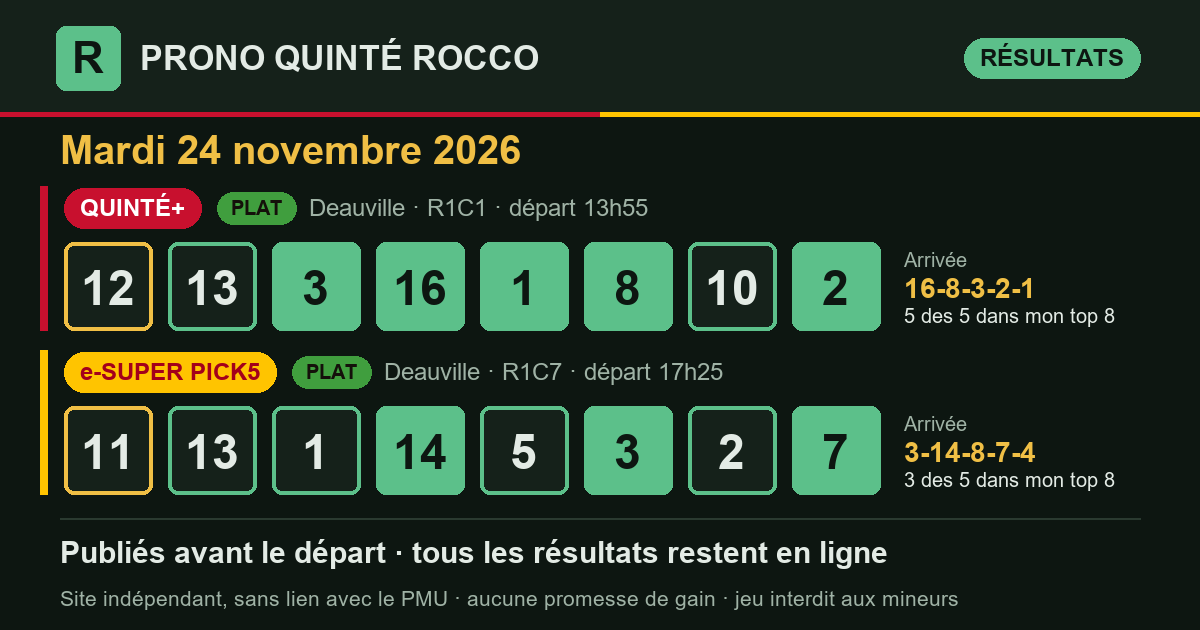 R PRONO QUINTÉ ROCCO RÉSULTATS
Mardi 24 novembre 2026
QUINTÉ+ PLAT Deauville · R1C1 · départ 13h55
12 13 3 16 1 8 10 2
Arrivée
16-8-3-2-1
5 des 5 dans mon top 8
e-SUPER PICK5 PLAT Deauville · R1C7 · départ 17h25
11 13 1 14 5 3 2 7
Arrivée
3-14-8-7-4
3 des 5 dans mon top 8
Publiés avant le départ · tous les résultats restent en ligne
Site indépendant, sans lien avec le PMU · aucune promesse de gain · jeu interdit aux mineurs